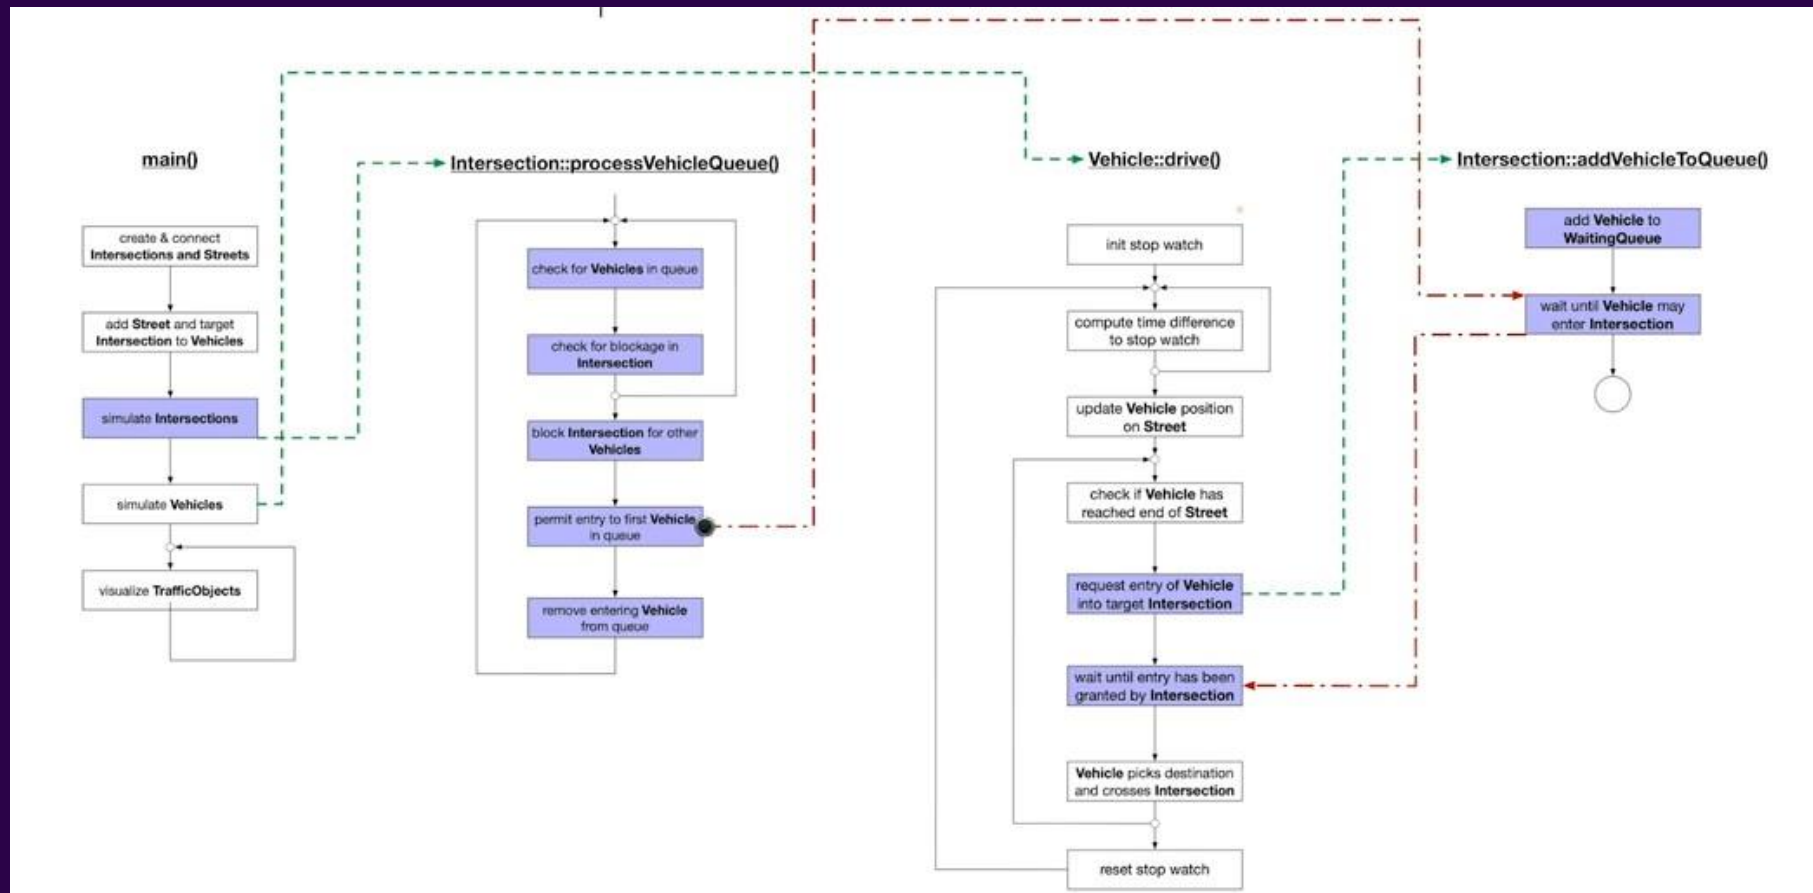 main()
create & connect
Intersections and Streets
add Street and target
Intersection to Vehicles
simulate Intersections
simulate Vehicles
visualize TrafficObjects
Intersection::processVehicleQueue()
check for Vehicles in queue
check for blockage in
Intersection
block Intersection for other
Vehicles
permit entry to first Vehicle
in queue
remove entering Vehicle
from queue
Vehicle::drive()
init stop watch
compute time difference
to stop watch
update Vehicle position
on Street
check if Vehicle has
reached end of Street
request entry of Vehicle
into target Intersection
wait until entry has been
granted by Intersection
Vehicle picks destination
and crosses Intersection
reset stop watch
Intersection::addVehicleToQueue()
add Vehicle to
WaitingQueue
wait until Vehicle may
enter Intersection